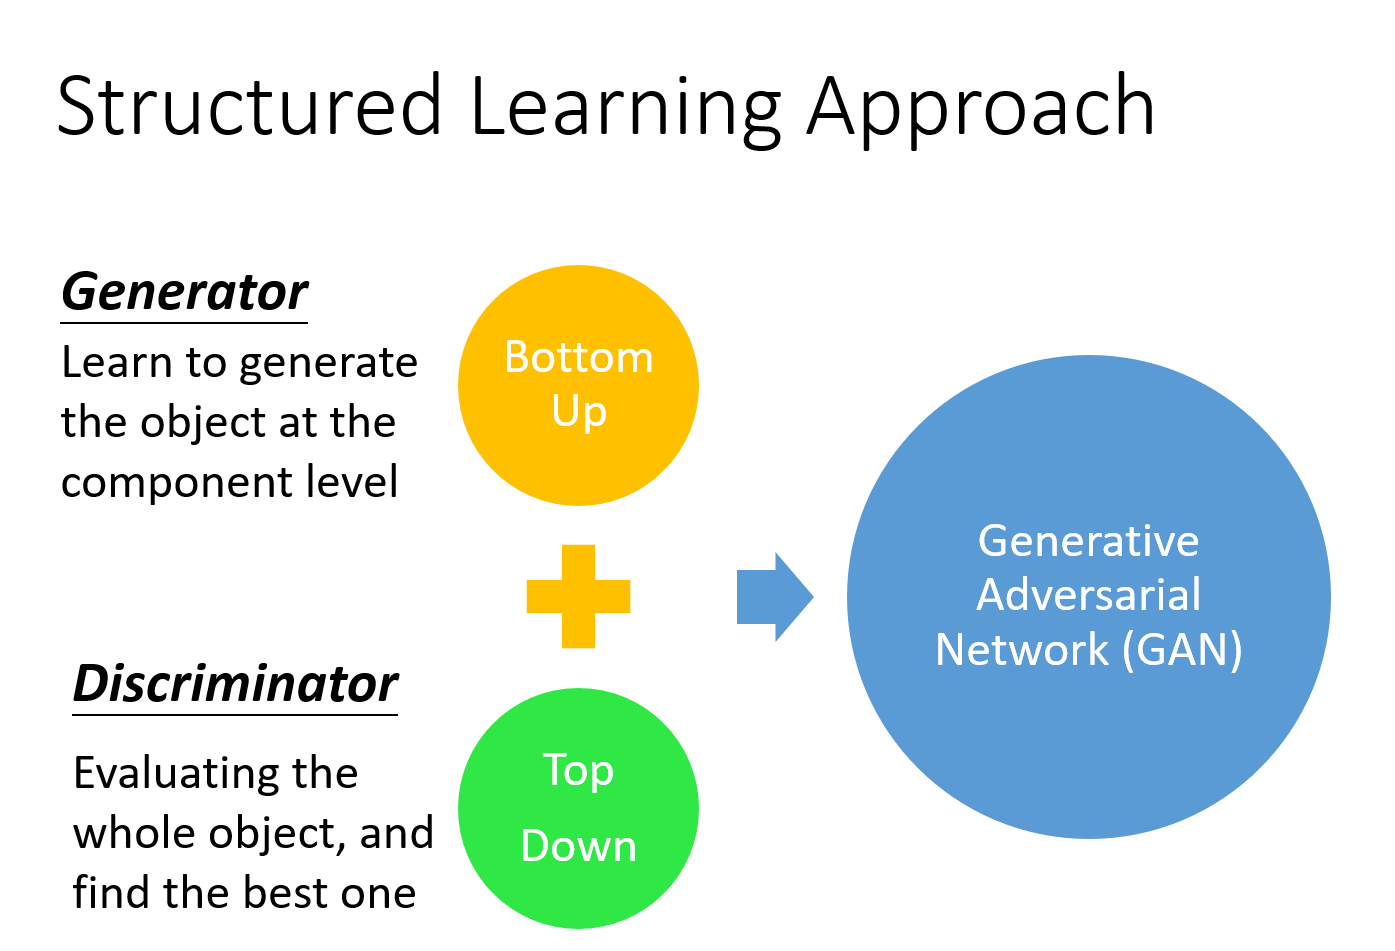 Structured Learning Approach
Generator
Learn to generate
the object at the
component level
Bottom
Up
Discriminator
Evaluating the
whole object, and
find the best one
Top
Down
Generative
Adversarial
Network (GAN)